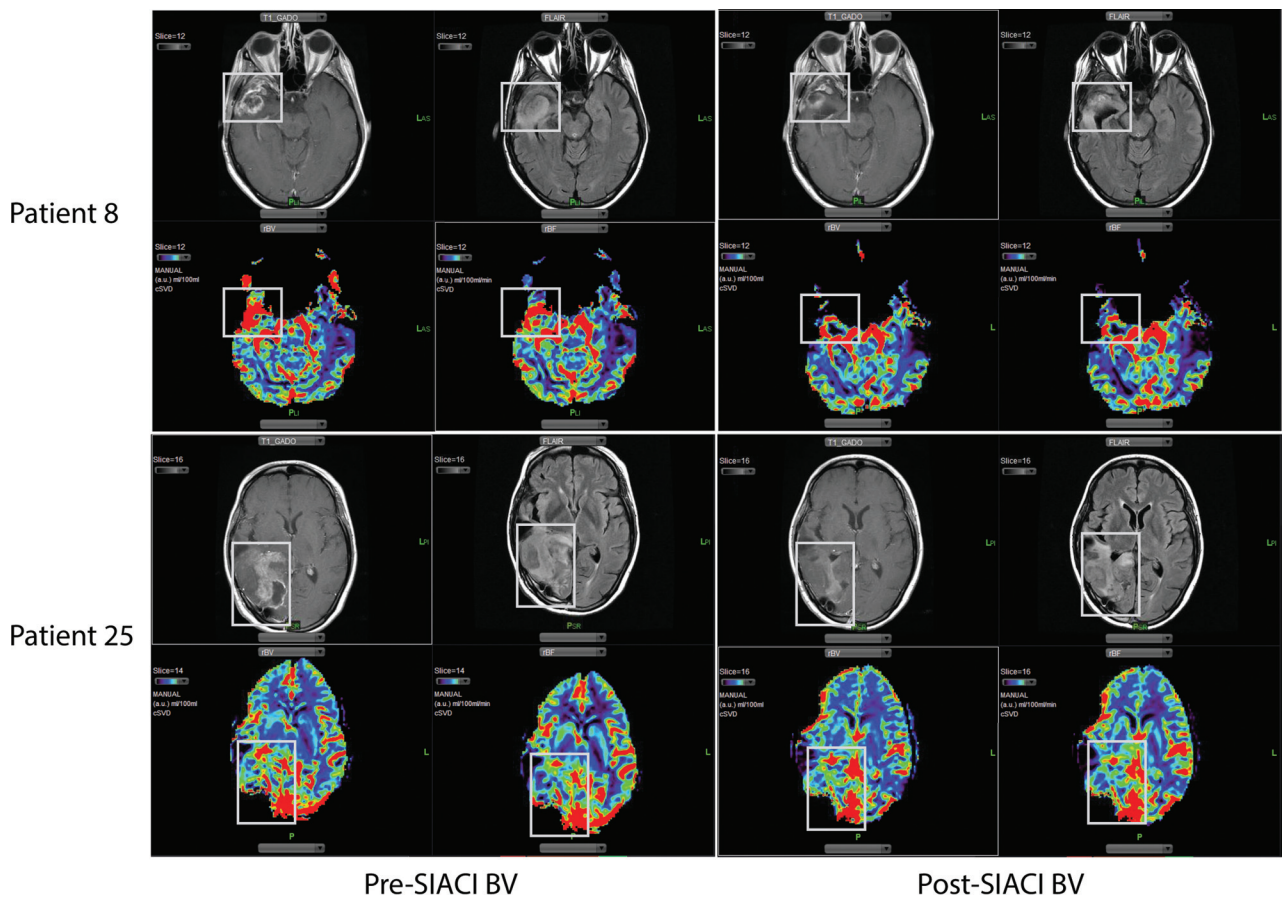 T1_GADO
Slice=12
LAS
PLI
FLAIR
Slice=12
LAS
PLI
T1_GADO
Slice=12
LAS
FLAIR
Slice=12
LAS
Patient 8
rBV
Slice=12
MANUAL
(a.u.) ml/100ml
cSVD
LAS
PLI
rBF
Slice=12
MANUAL
(a.u.) ml/100ml/min
cSVD
LAS
PLI
rBV
Slice=12
MANUAL
(a.u.) ml/100ml
cSVD
L
P
rBF
Slice=12
MANUAL
(a.u.) ml/100ml/min
cSVD
L
P
T1_GADO
Slice=16
LPI
FLAIR
Slice=16
LPI
PSR
T1_GADO
Slice=16
LPI
FLAIR
Slice=16
LPI
PSR
Patient 25
rBV
Slice=14
MANUAL
(a.u.) ml/100ml
cSVD
L
P
rBF
Slice=14
MANUAL
(a.u.) ml/100ml/min
cSVD
L
P
rBV
Slice=16
MANUAL
(a.u.) ml/100ml
cSVD
L
P
rBF
Slice=16
MANUAL
(a.u.) ml/100ml/min
cSVD
L
P
Pre-SIACI BV
Post-SIACI BV